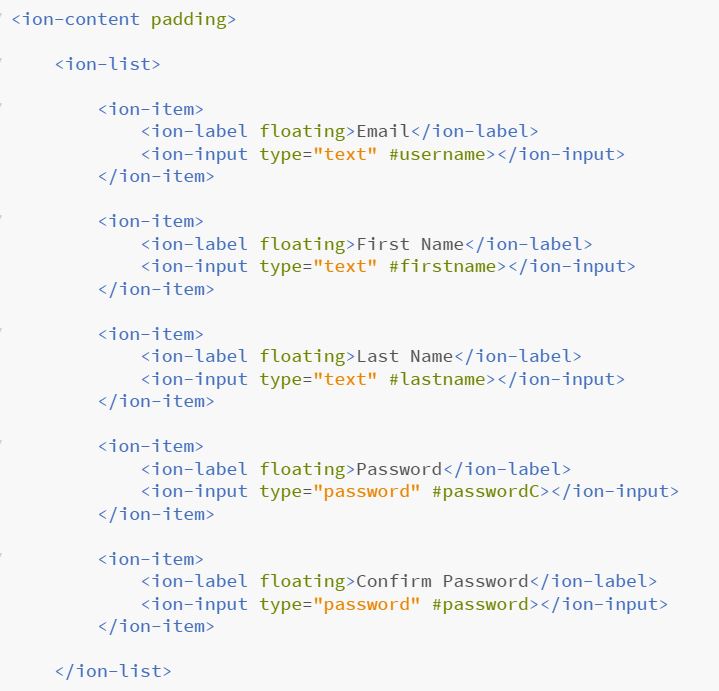 <ion-content padding>
<ion-list>
<ion-item>
<ion-label floating>Email</ion-label>
<ion-input type="text" #username></ion-input>
</ion-item>
<ion-item>
<ion-label floating>First Name</ion-label>
<ion-input type="text" #firstname></ion-input>
</ion-item>
<ion-item>
<ion-label floating>Last Name</ion-label>
<ion-input type="text" #lastname></ion-input>
</ion-item>
<ion-item>
<ion-label floating>Password</ion-label>
<ion-input type="password" #passwordC></ion-input>
</ion-item>
<ion-item>
<ion-label floating>Confirm Password</ion-label>
<ion-input type="password" #password></ion-input>
</ion-item>
</ion-list>